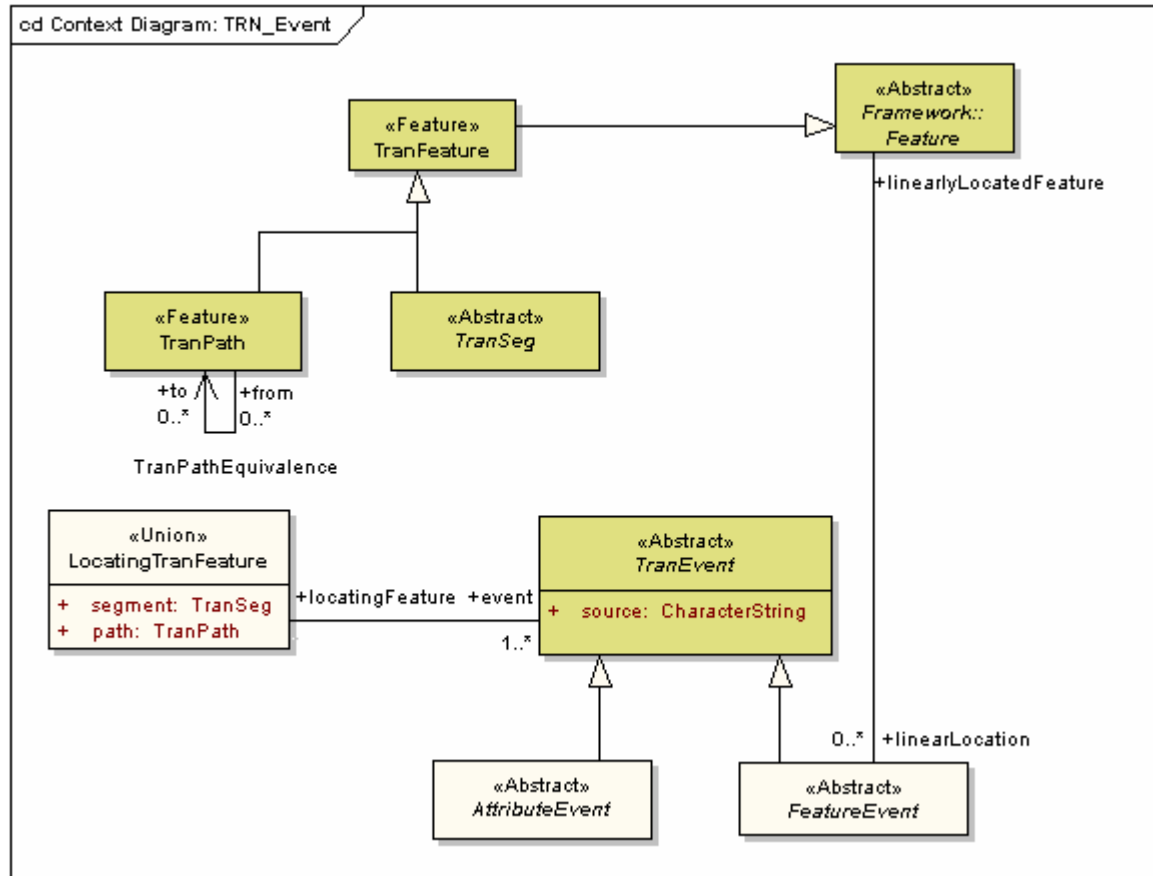 cd Context Diagram: TRN_Event
«Abstract»
Framework::
Feature
«Feature»
TranFeature
+linearlyLocatedFeature
«Feature»
TranPath
«Abstract»
TranSeg
+to
+from
0..*
0..*
TranPathEquivalence
«Union»
LocatingTranFeature
+ segment: TranSeg
+ path: TranPath
+locatingFeature
+event
1..*
«Abstract»
TranEvent
+ source: CharacterString
0..*
+linearLocation
«Abstract»
AttributeEvent
«Abstract»
FeatureEvent